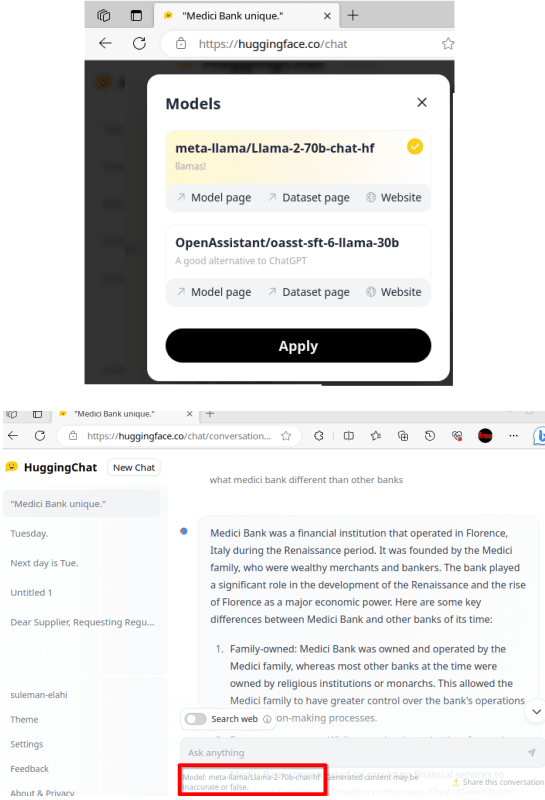 "Medici Bank unique."
https://huggingface.co/chat
Models
meta-llama/Llama-2-70b-chat-hf
llamas!
Model page Dataset page Website
OpenAssistant/oasst-sft-6-llama-30b
A good alternative to ChatGPT
Model page Dataset page Website
Apply
"Medici Bank unique."
https://huggingface.co/chat/conversation...
HuggingChat New Chat
"Medici Bank unique."
Tuesday.
Next day is Tue.
Untitled 1
Dear Supplier, Requesting Regu...
suleman-elahi
Theme
Settings
Feedback
About & Privacy
what medici bank different than other banks
Medici Bank was a financial institution that operated in Florence,
Italy during the Renaissance period. It was founded by the Medici
family, who were wealthy merchants and bankers. The bank played
a significant role in the development of the Renaissance and the rise
of Florence as a major economic power. Here are some key
differences between Medici Bank and other banks of its time:
1. Family-owned: Medici Bank was owned and operated by the
Medici family, whereas most other banks at the time were
owned by religious institutions or monarchs. This allowed the
Medici family to have greater control over the bank's operations
Search web on-making processes.
Ask anything
Model: meta-llama/Llama-2-70b-chat-hf Generated content may be
inaccurate or false.
Share this conversation